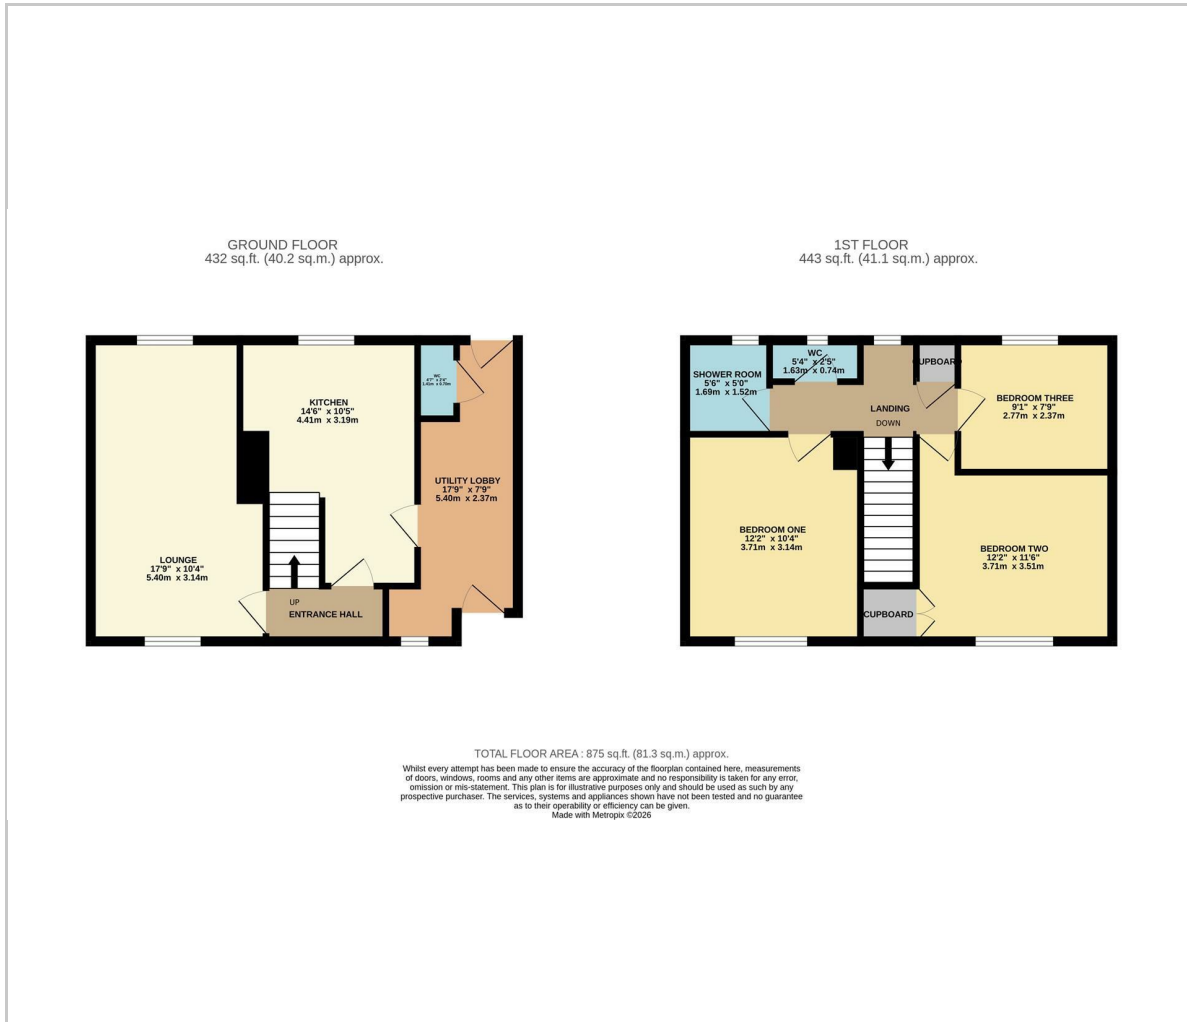 GROUND FLOOR
432 sq.ft. (40.2 sq.m.) approx.
LOUNGE
17'9" x 10'4"
5.40m x 3.14m
KITCHEN
14'6" x 10'5"
4.41m x 3.19m
WC
UTILITY LOBBY
17'9" x 7'9"
5.40m x 2.37m
UP
ENTRANCE HALL
1ST FLOOR
443 sq.ft. (41.1 sq.m.) approx.
SHOWER ROOM
5'6" x 5'0"
1.69m x 1.52m
WC
5'4" x 2'5"
1.63m x 0.74m
CUPBOARD
LANDING
DOWN
BEDROOM THREE
9'1" x 7'9"
2.77m x 2.37m
BEDROOM ONE
12'2" x 10'4"
3.71m x 3.14m
BEDROOM TWO
12'2" x 11'6"
3.71m x 3.51m
CUPBOARD
TOTAL FLOOR AREA : 875 sq.ft. (81.3 sq.m.) approx.
Whilst every attempt has been made to ensure the accuracy of the floorplan contained here, measurements
of doors, windows, rooms and any other items are approximate and no responsibility is taken for any error,
omission or mis-statement. This plan is for illustrative purposes only and should be used as such by any
prospective purchaser. The services, systems and appliances shown have not been tested and no guarantee
as to their operability or efficiency can be given.
Made with Metropix ©2026